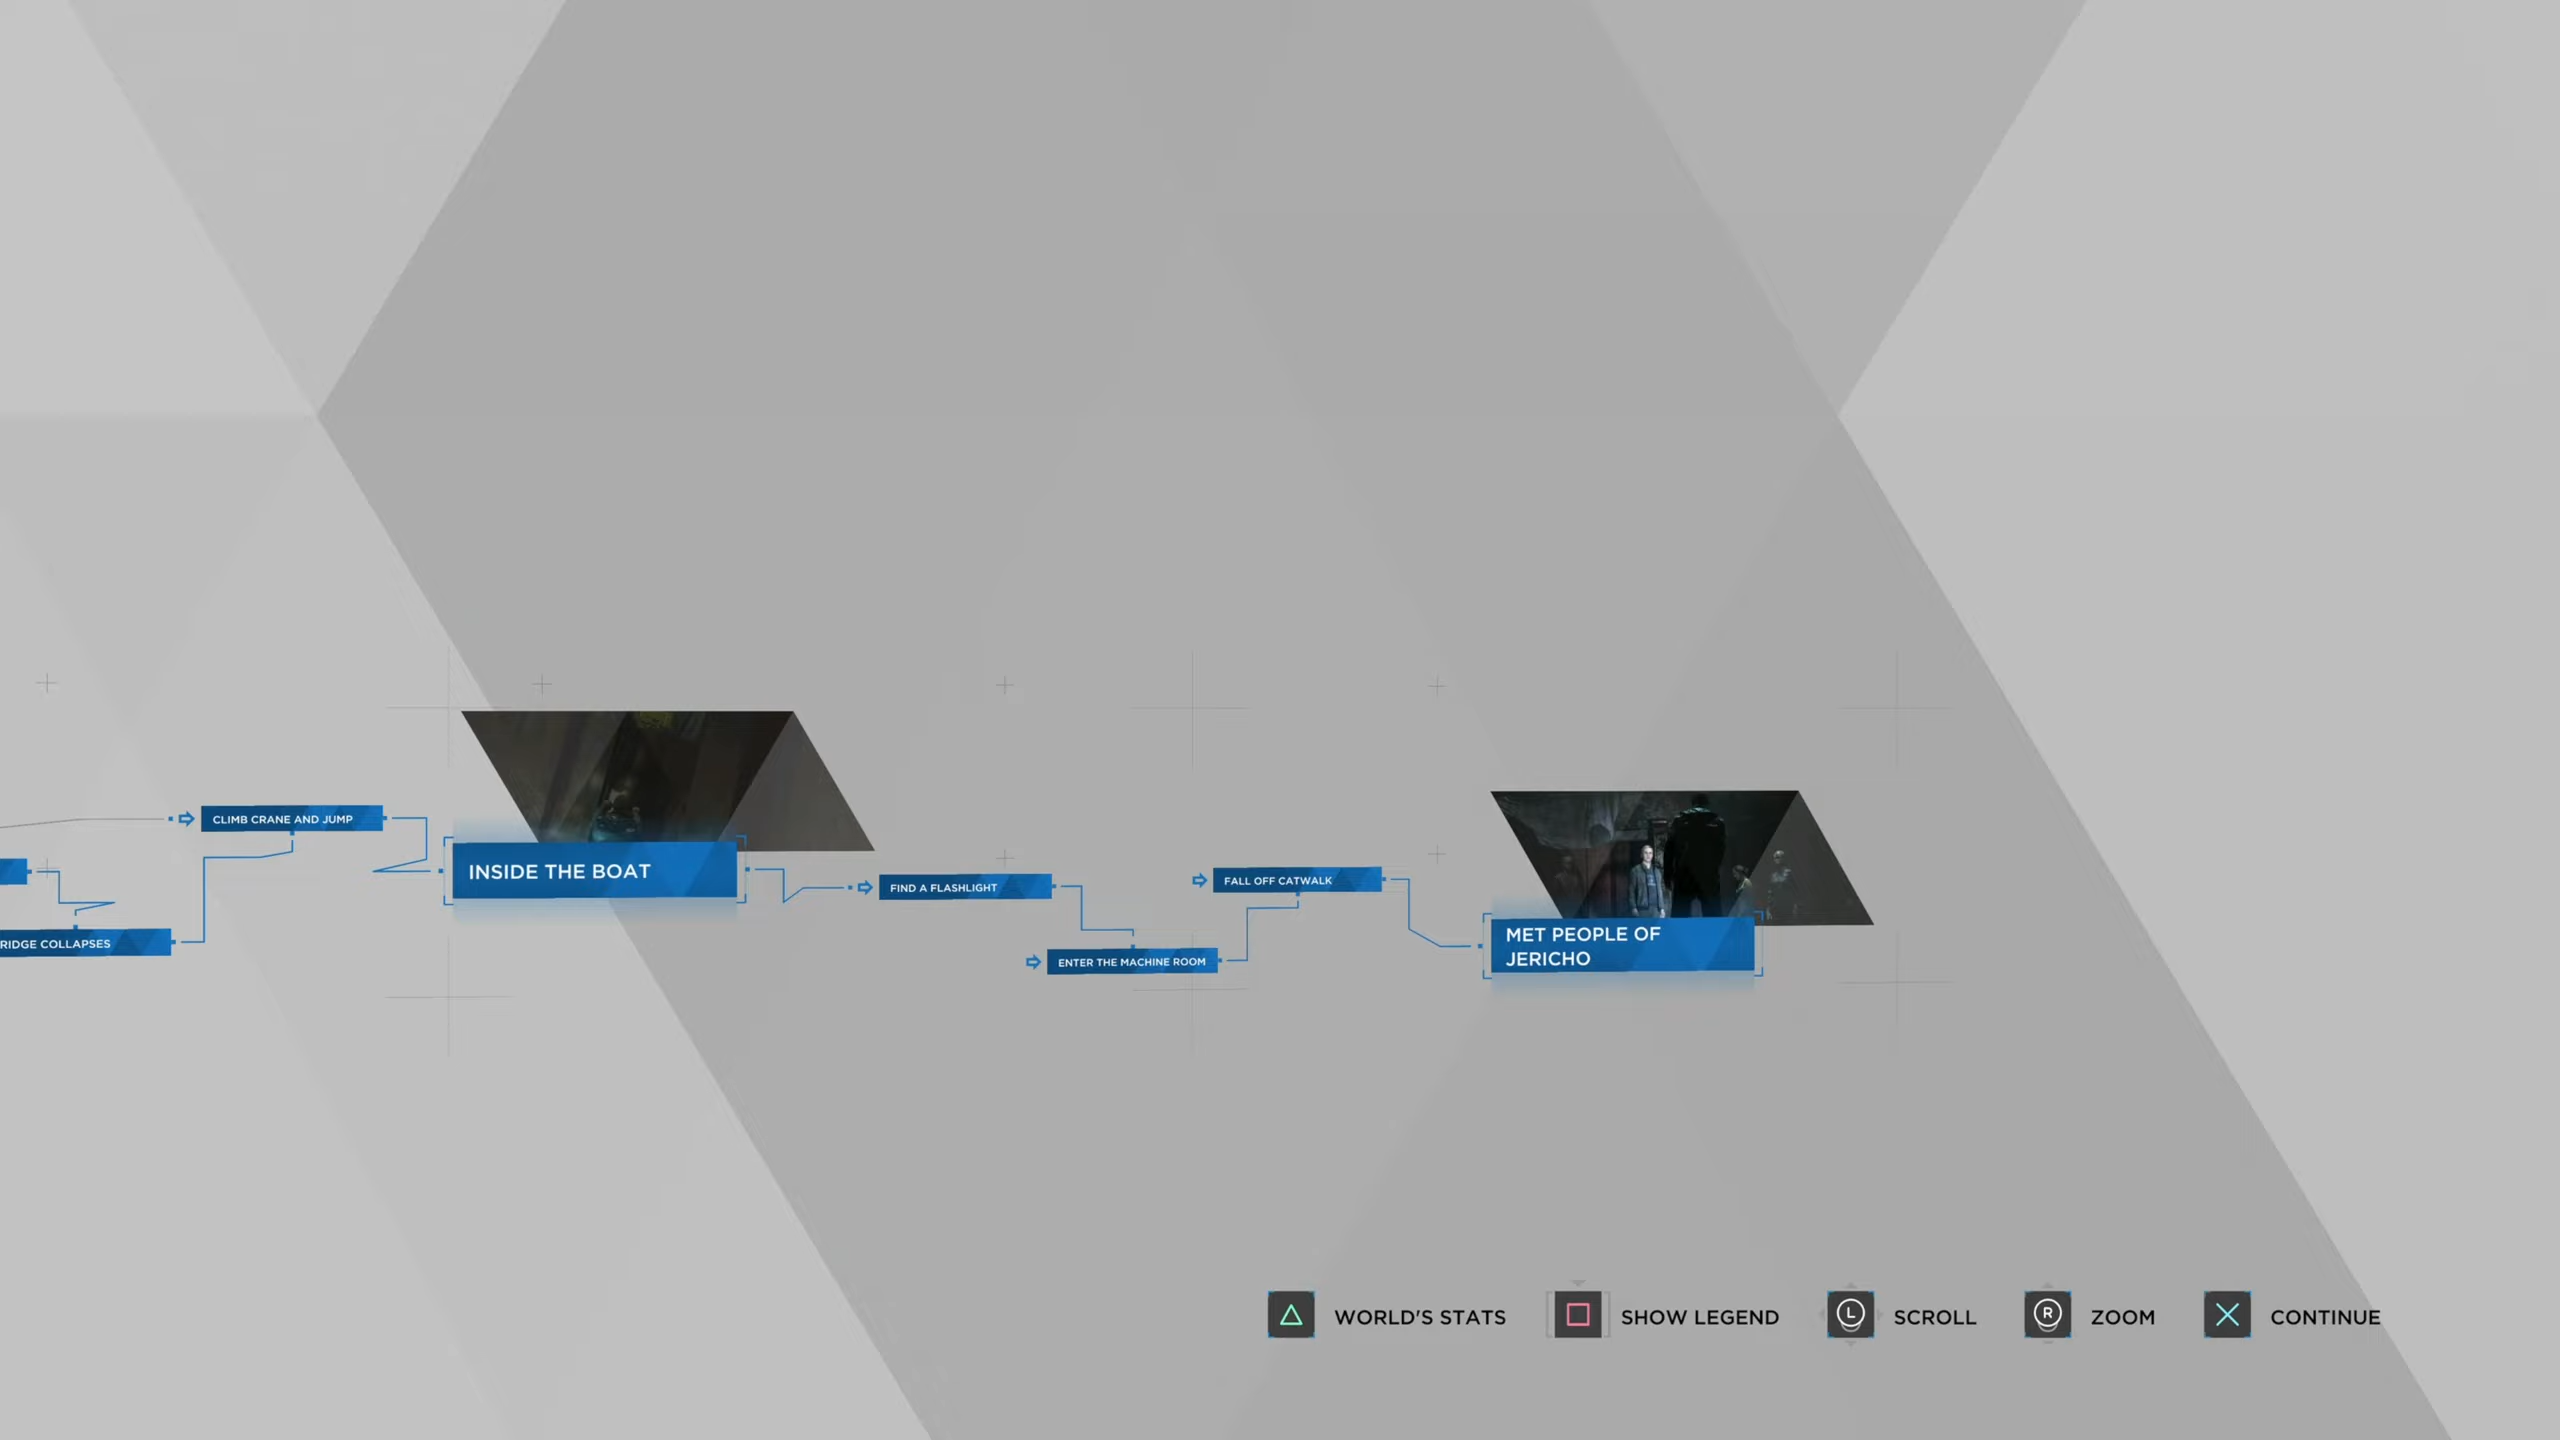 CLIMB CRANE AND JUMP
INSIDE THE BOAT
FIND A FLASHLIGHT
FALL OFF CATWALK
RIDGE COLLAPSES
ENTER THE MACHINE ROOM
MET PEOPLE OF
JERICHO
WORLD'S STATS
SHOW LEGEND
L
SCROLL
R
ZOOM
CONTINUE